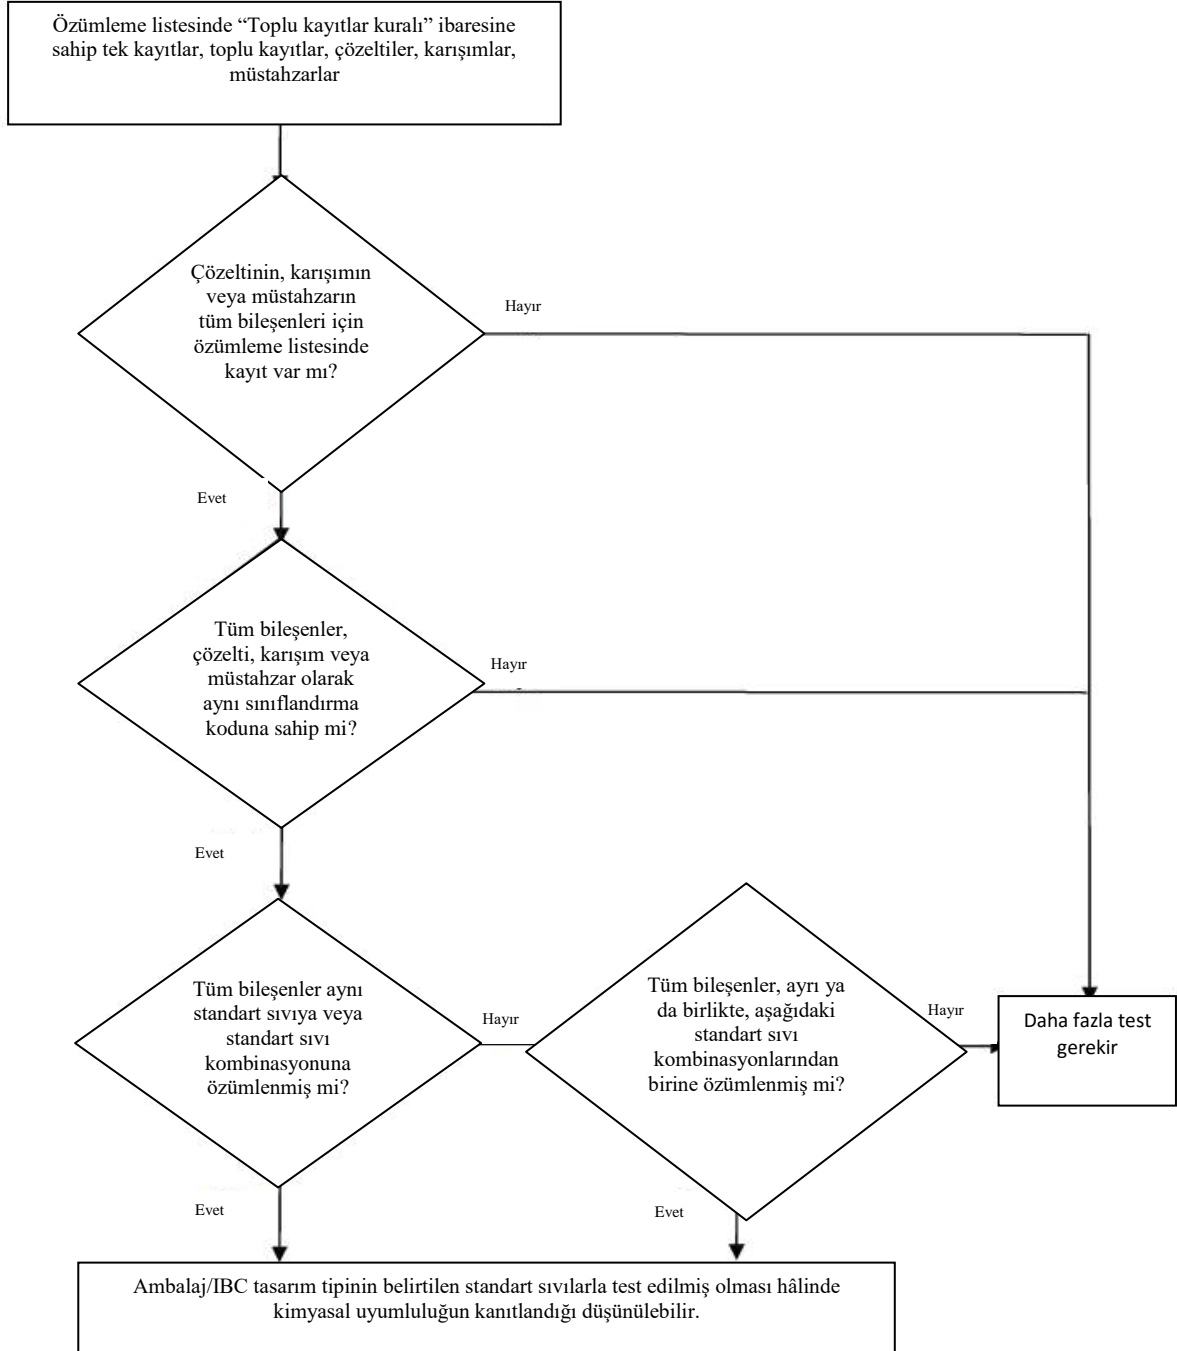 Özümleme listesinde “Toplu kayıtlar kuralı” ibaresine
sahip tek kayıtlar, toplu kayıtlar, çözeltiler, karışımlar,
müstahzarlar
Çözeltinin, karışımın
veya müstahzarın
tüm bileşenleri için
özümleme listesinde
kayıt var mı?
Hayır
Evet
Tüm bileşenler,
çözelti, karışım veya
müstahzar olarak
aynı sınıflandırma
koduna sahip mi?
Hayır
Evet
Tüm bileşenler aynı
standart sıvıya veya
standart sıvı
kombinasyonuna
özümlenmiş mi?
Hayır
Tüm bileşenler, ayrı ya
da birlikte, aşağıdaki
standart sıvı
kombinasyonlarından
birine özümlenmiş mi?
Hayır
Daha fazla test
gerekir
Evet
Evet
Ambalaj/IBC tasarım tipinin belirtilen standart sıvılarla test edilmiş olması hâlinde
kimyasal uyumluluğun kanıtlandığı düşünülebilir.